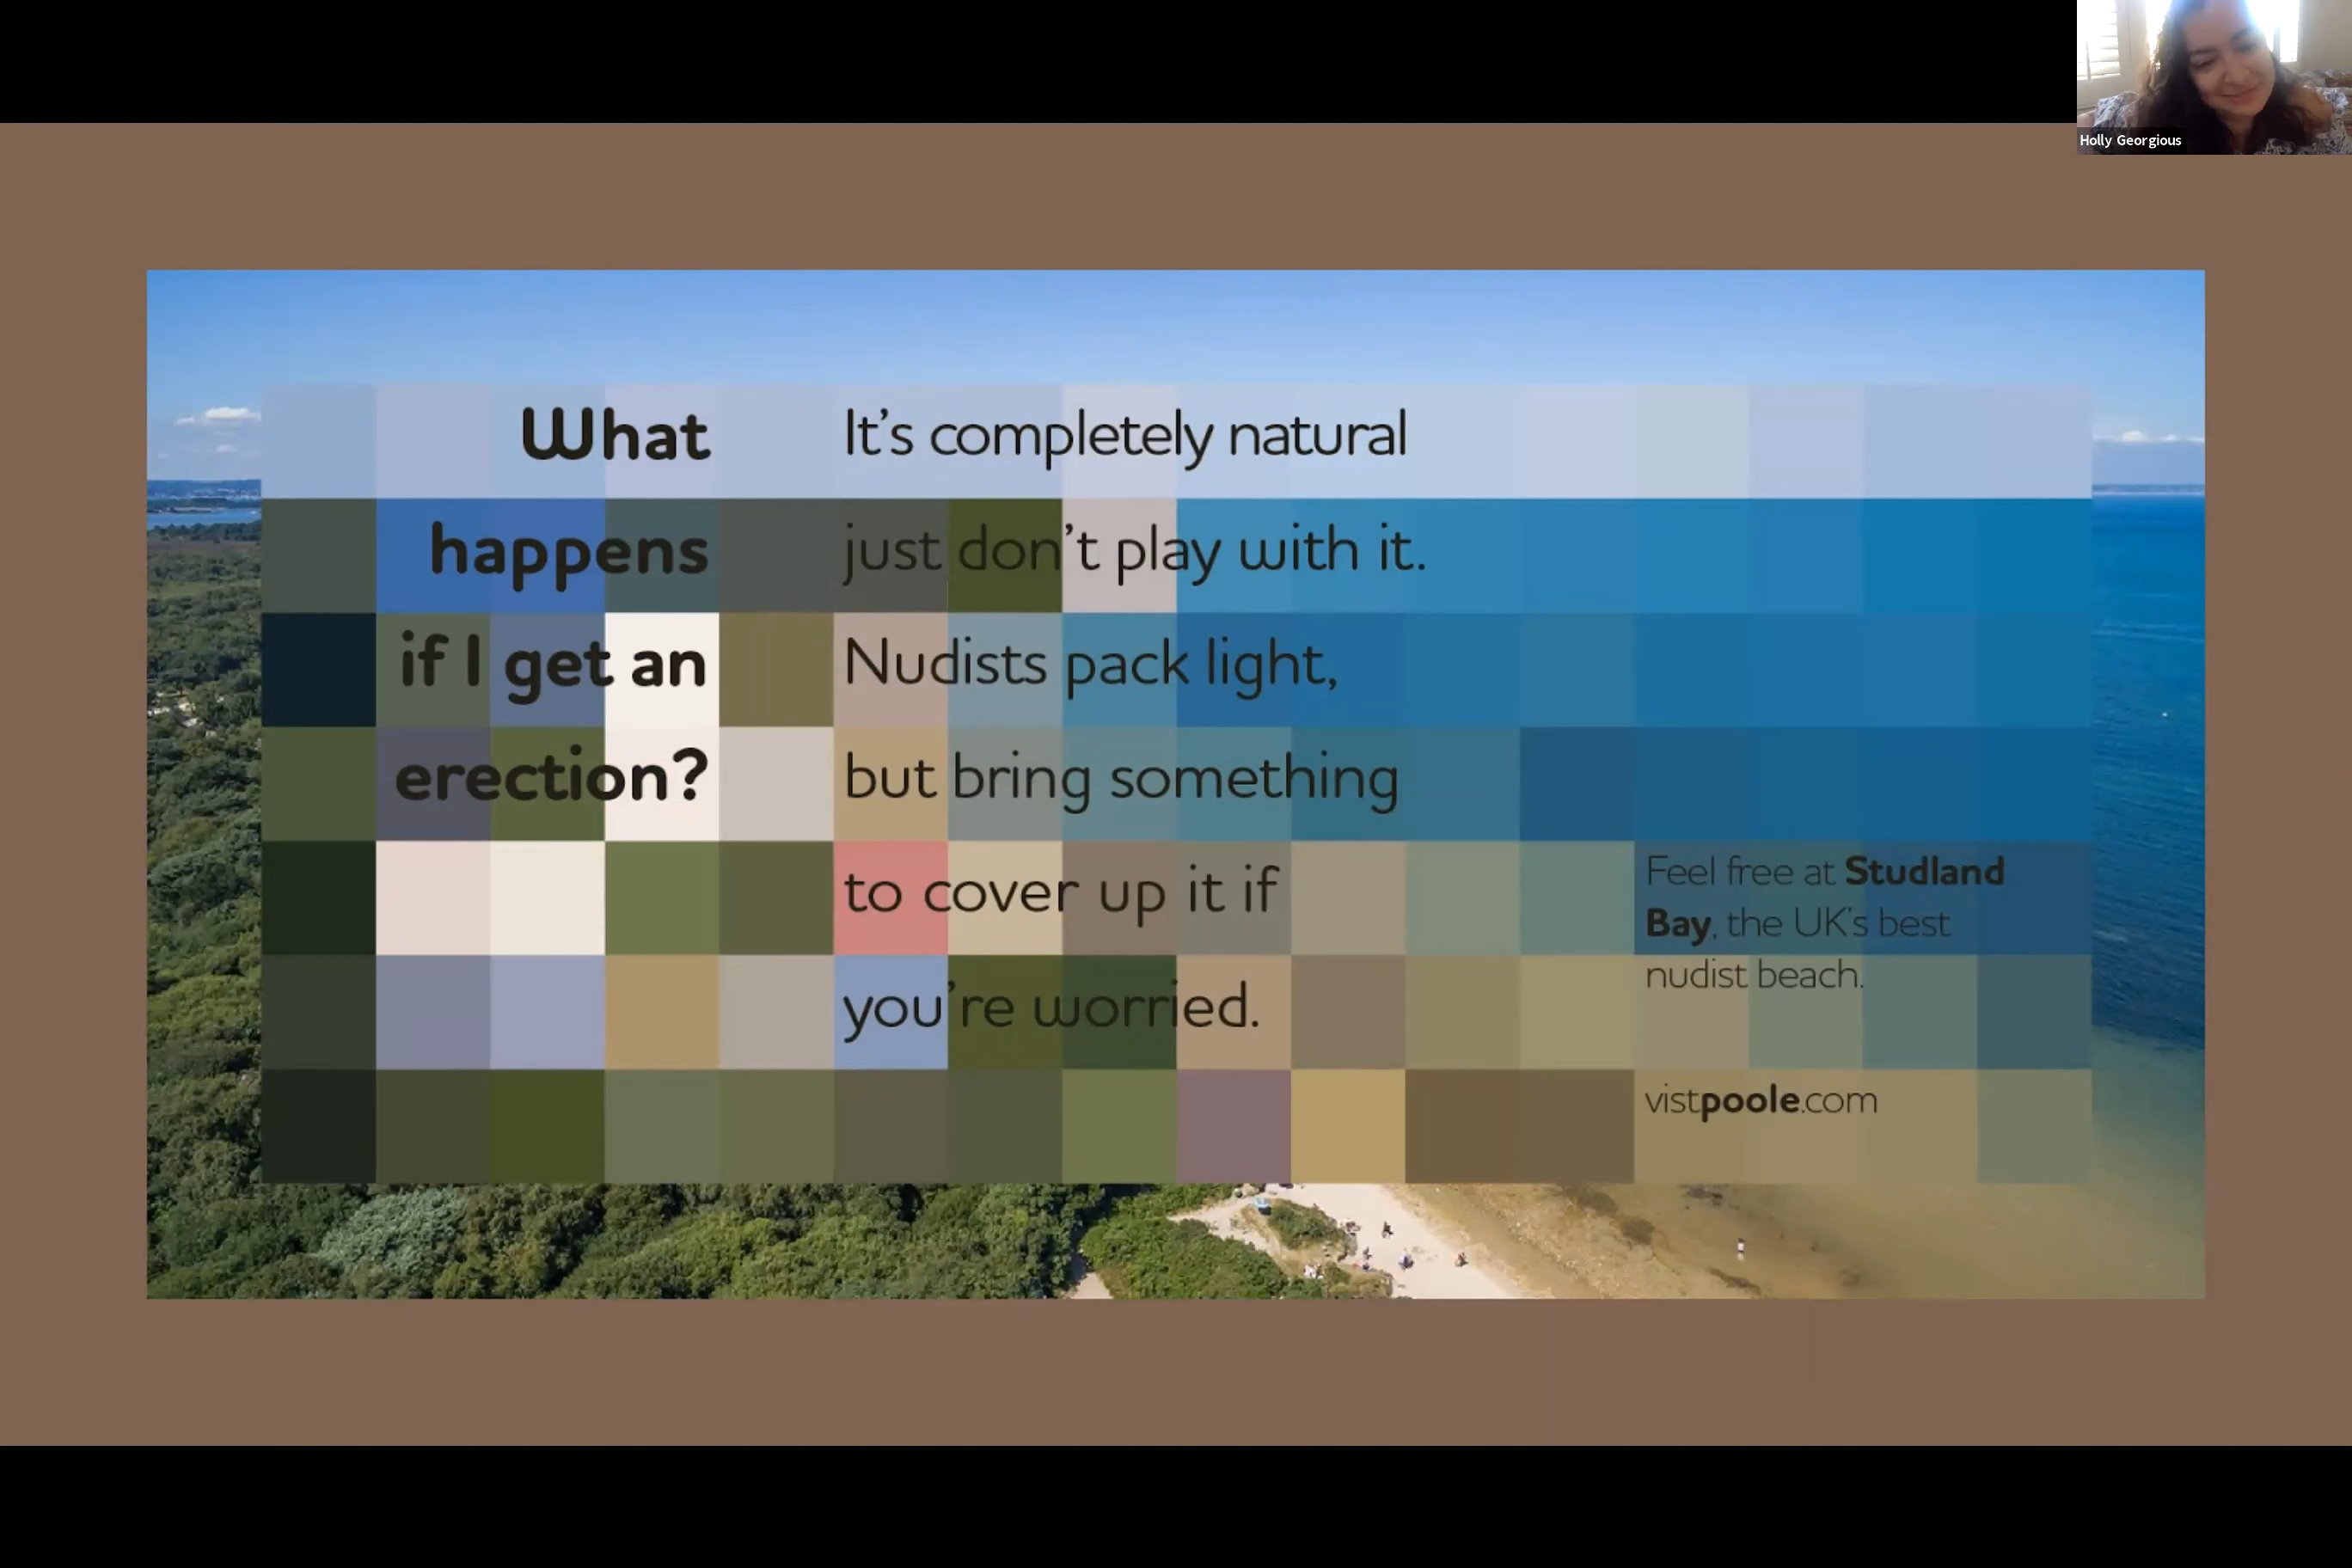 Holly Georgious
What
happens
if I get an
erection?
It's completely natural
just don't play with it.
Nudists pack light,
but bring something
to cover up it if
you're worried.
Feel free at Studland
Bay, the UK's best
nudist beach.
vistpoole.com